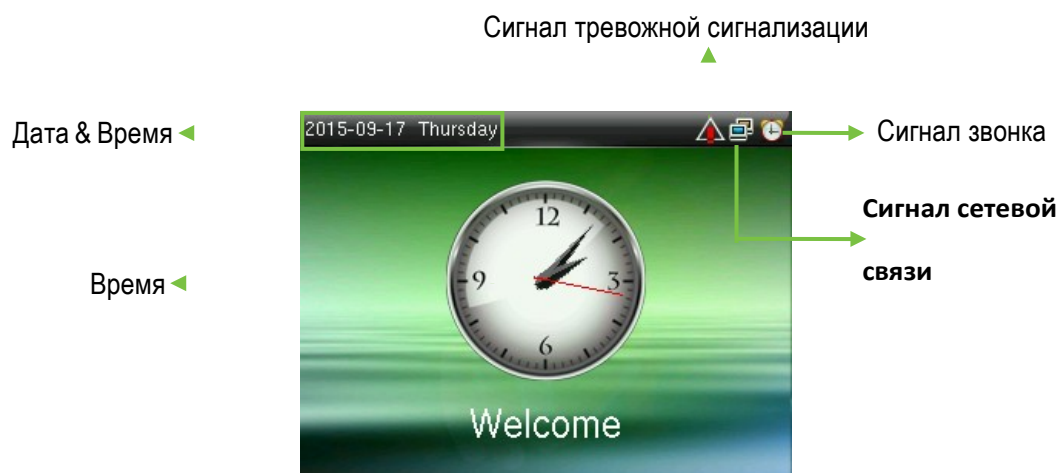 Сигнал тревожной сигнализации
Дата & Время
2015-09-17 Thursday
Сигнал звонка
Сигнал сетевой
связи
Время
12
9
3
6
Welcome